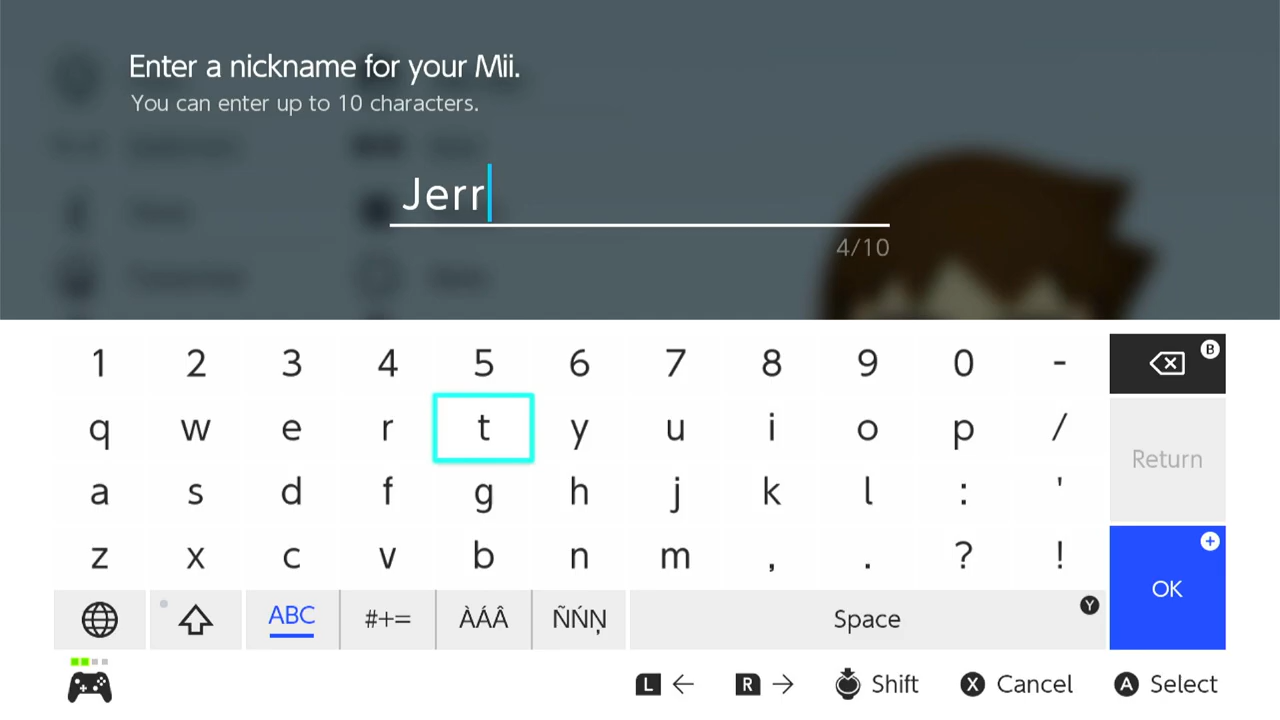 Enter a nickname for your Mii.
You can enter up to 10 characters.
Jerr
4/10
1 2 3 4 5 6 7 8 9 0 - B
q w e r t y u i o p / Return
a s d f g h j k l : '
z x c v b n m , . ? ! + OK
ABC #+= ÀÁÂ ÑŃŅ Space Y
L ← R → Shift X Cancel A Select